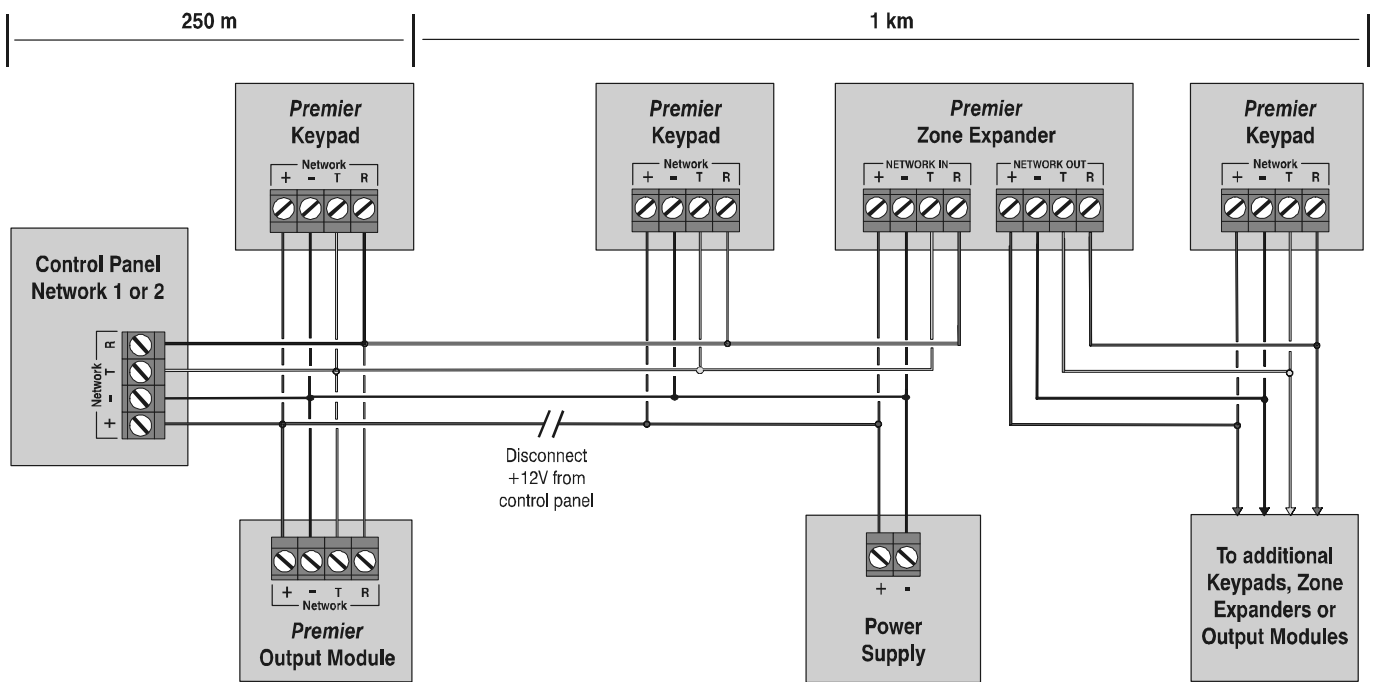 250 m
1 km
Premier
Keypad
Network
+ - T R
Premier
Keypad
Network
+ - T R
Premier
Zone Expander
NETWORK IN
+ - T R
NETWORK OUT
+ - T R
Premier
Keypad
Network
+ - T R
Control Panel
Network 1 or 2
Network
R
T
-
+
Disconnect
+12V from
control panel
+ - T R
Network
Premier
Output Module
+ -
Power
Supply
To additional
Keypads, Zone
Expanders or
Output Modules